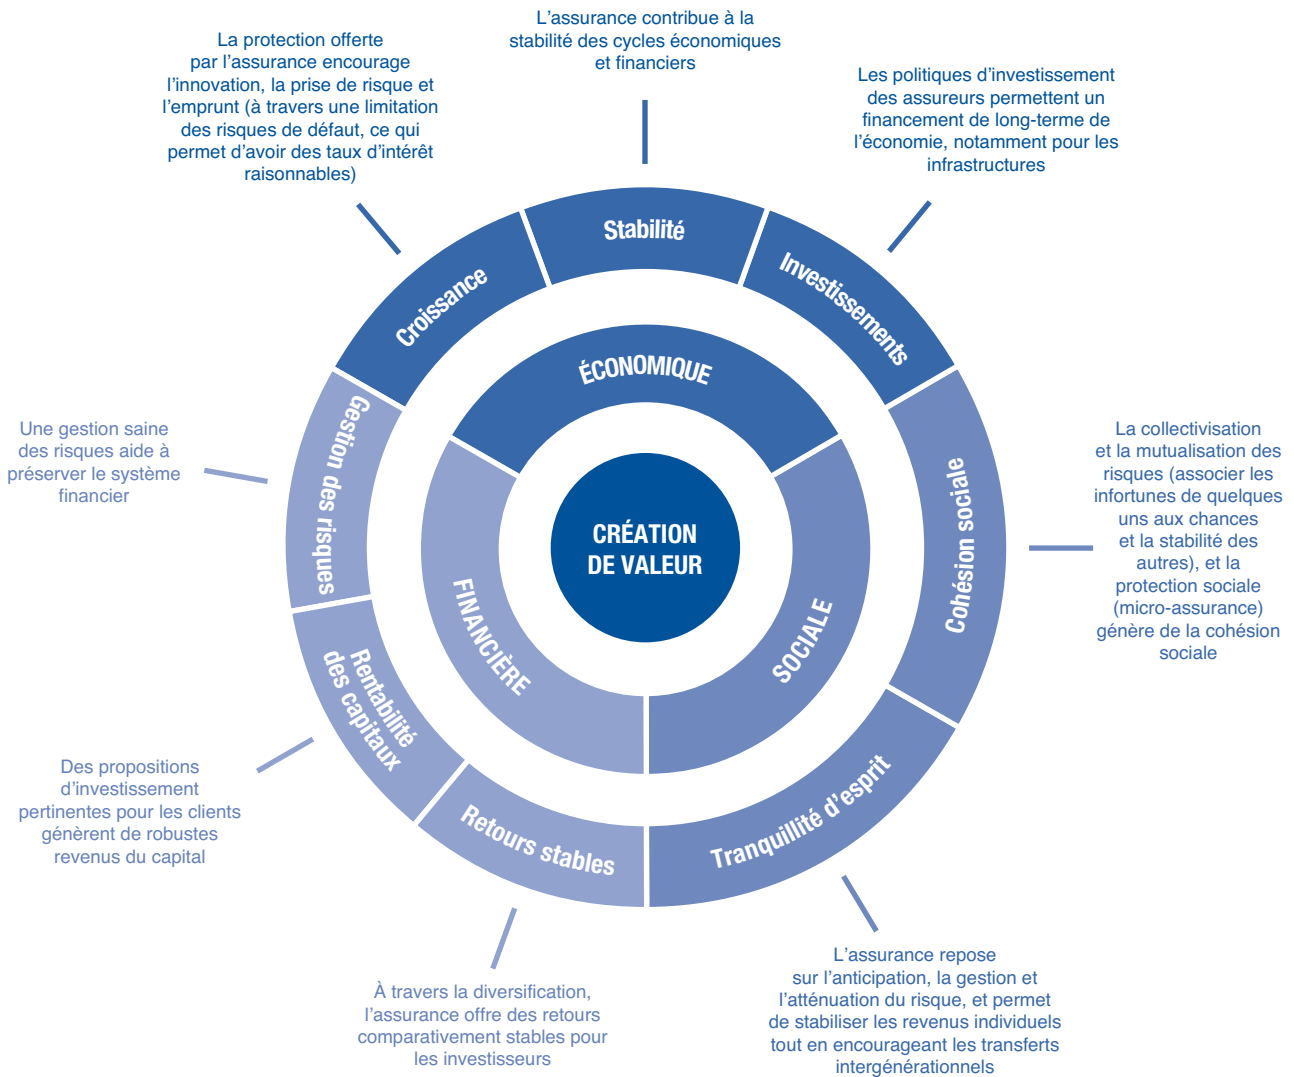 L'assurance contribue à la
stabilité des cycles économiques
et financiers
La protection offerte
par l'assurance encourage
l'innovation, la prise de risque et
l'emprunt (à travers une limitation
des risques de défaut, ce qui
permet d'avoir des taux d'intérêt
raisonnables)
Les politiques d'investissement
des assureurs permettent un
financement de long-terme de
l'économie, notamment pour les
infrastructures
Croissance
Stabilité
Investissements
ÉCONOMIQUE
Une gestion saine
des risques aide à
préserver le système
financier
Gestion des risques
CRÉATION
DE VALEUR
FINANCIÈRE
SOCIALE
Cohésion sociale
La collectivisation
et la mutualisation des
risques (associer les
infortunes de quelques
uns aux chances
et la stabilité des
autres), et la
protection sociale
(micro-assurance)
génère de la cohésion
sociale
Rentabilité
des capitaux
Retours stables
Tranquillité d'esprit
Des propositions
d'investissement
pertinentes pour les clients
génèrent de robustes
revenus du capital
À travers la diversification,
l'assurance offre des retours
comparativement stables pour
les investisseurs
L'assurance repose
sur l'anticipation, la gestion et
l'atténuation du risque, et permet
de stabiliser les revenus individuels
tout en encourageant les transferts
intergénérationnels